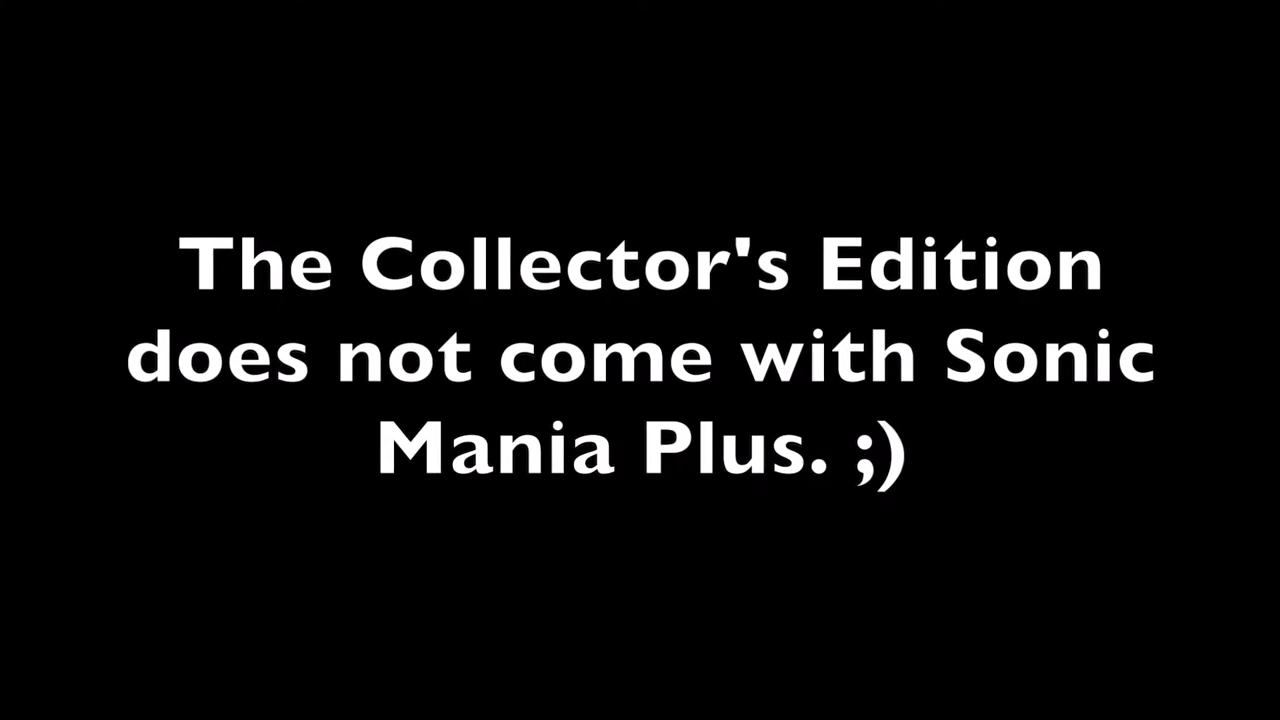 The Collector's Edition
does not come with Sonic
Mania Plus. ;)